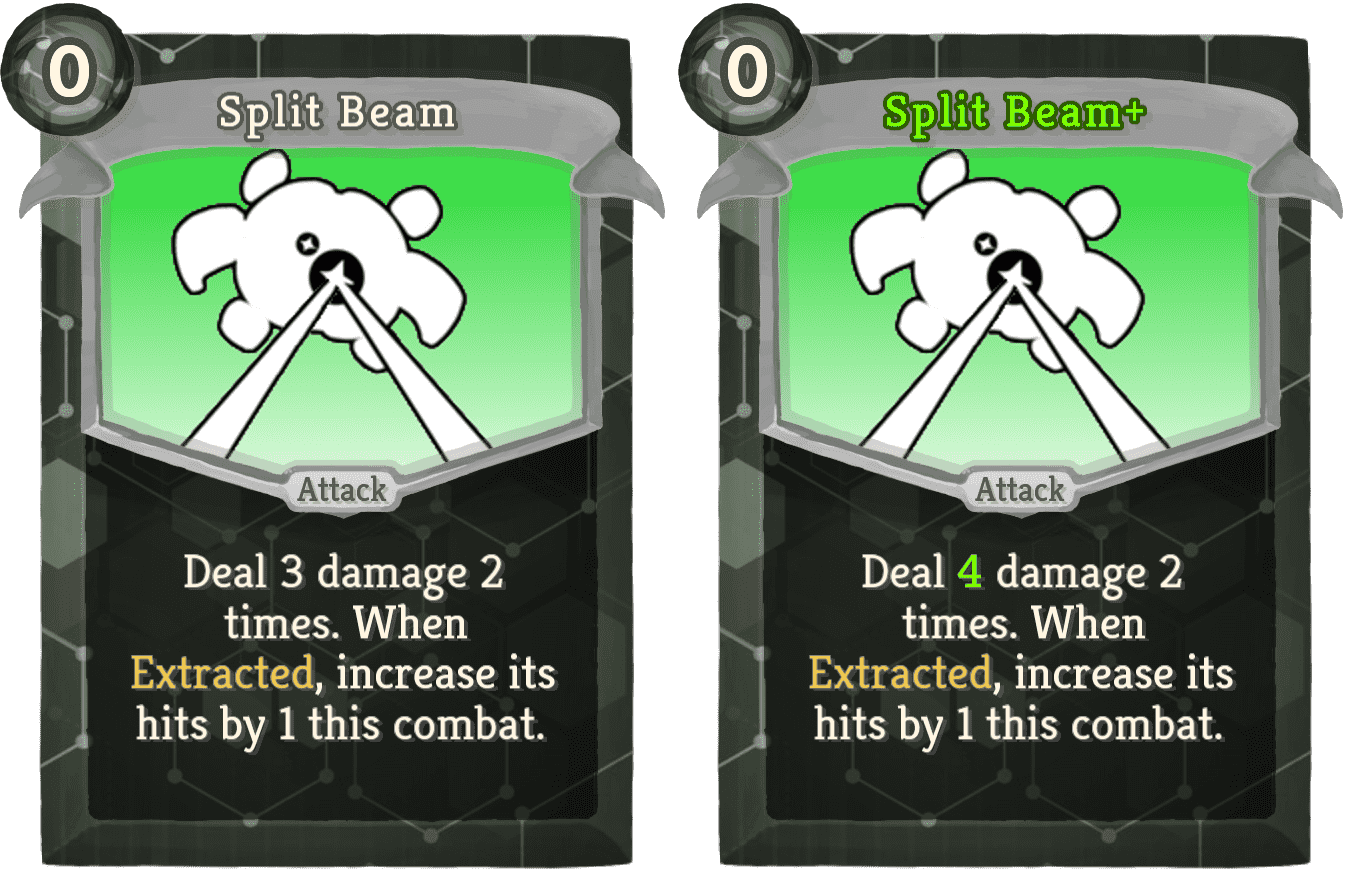 0
Split Beam
Attack
Deal 3 damage 2
times. When
Extracted, increase its
hits by 1 this combat.
0
Split Beam+
Attack
Deal 4 damage 2
times. When
Extracted, increase its
hits by 1 this combat.